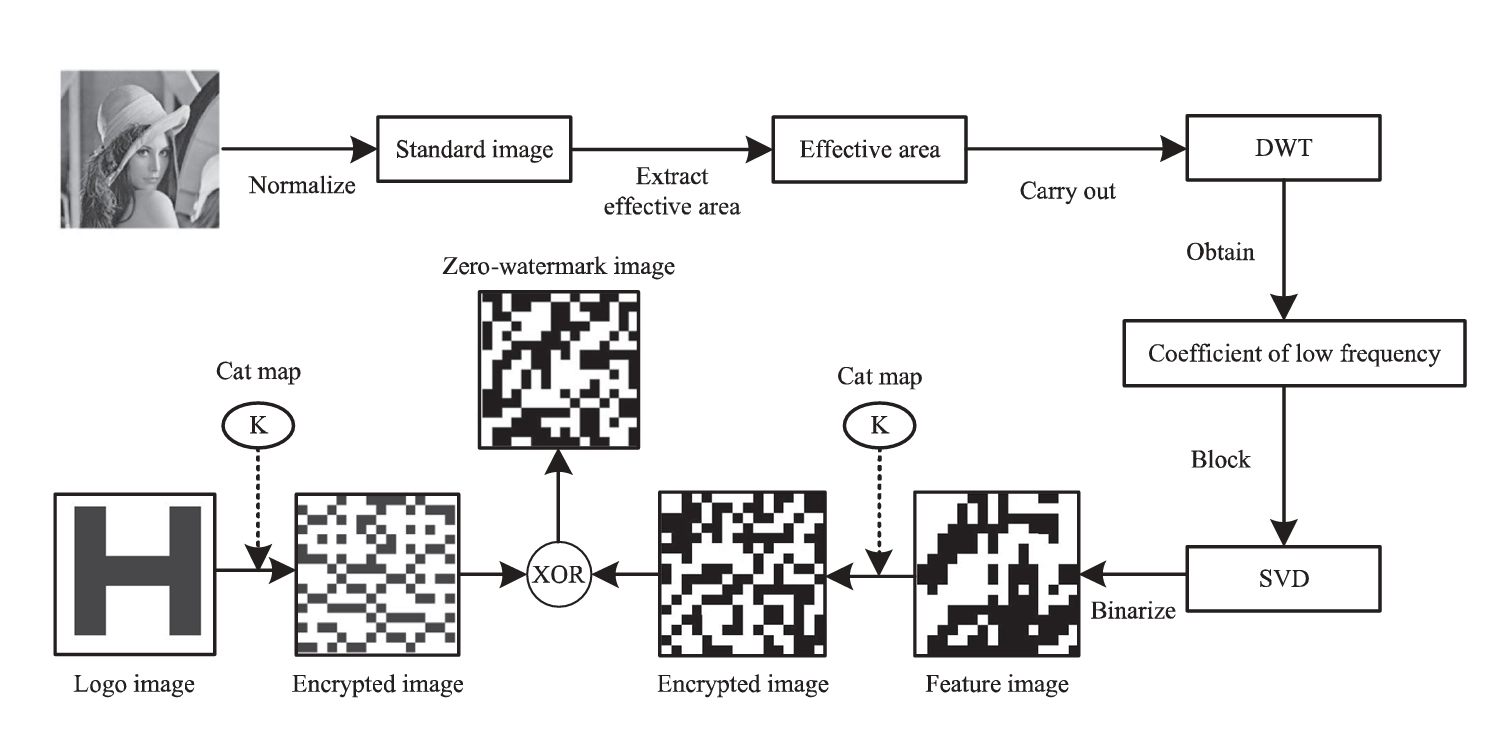 Standard image
Effective area
DWT
Normalize
Extract
effective area
Carry out
Obtain
Zero-watermark image
Coefficient of low frequency
Cat map
K
Cat map
K
Block
H
XOR
SVD
Binarize
Logo image
Encrypted image
Encrypted image
Feature image